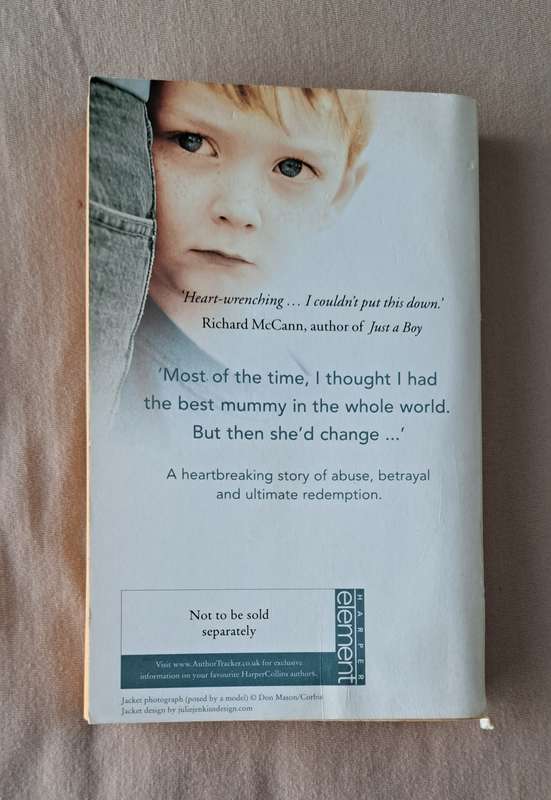 'Heart-wrenching … I couldn't put this down.'
Richard McCann, author of Just a Boy
'Most of the time, I thought I had
the best mummy in the whole world.
But then she'd change ...'
A heartbreaking story of abuse, betrayal
and ultimate redemption.
Not to be sold
separately
Visit www.AuthorTracker.co.uk for exclusive
information on your favourite HarperCollins authors.
HARPER
element
Jacket photograph (posed by a model) © Don Mason/Corbis
Jacket design by juliejenkinsdesign.com